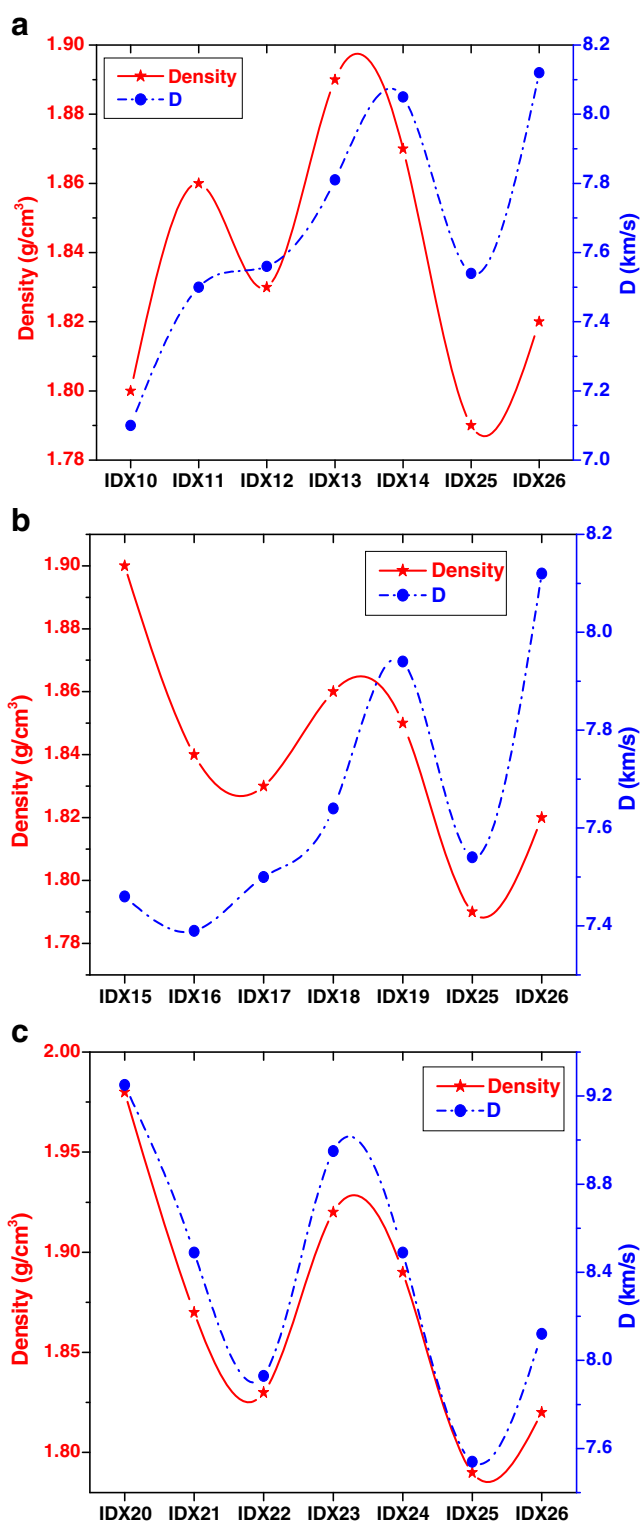 a
1.90
1.88
1.86
1.84
1.82
1.80
1.78
Density (g/cm³)
Density
D
8.2
8.0
7.8
7.6
7.4
7.2
7.0
D (km/s)
IDX10 IDX11 IDX12 IDX13 IDX14 IDX25 IDX26
b
1.90
1.88
1.86
1.84
1.82
1.80
1.78
Density (g/cm³)
Density
D
8.2
8.0
7.8
7.6
7.4
D (km/s)
IDX15 IDX16 IDX17 IDX18 IDX19 IDX25 IDX26
c
2.00
1.95
1.90
1.85
1.80
Density (g/cm³)
Density
D
9.2
8.8
8.4
8.0
7.6
D (km/s)
IDX20 IDX21 IDX22 IDX23 IDX24 IDX25 IDX26